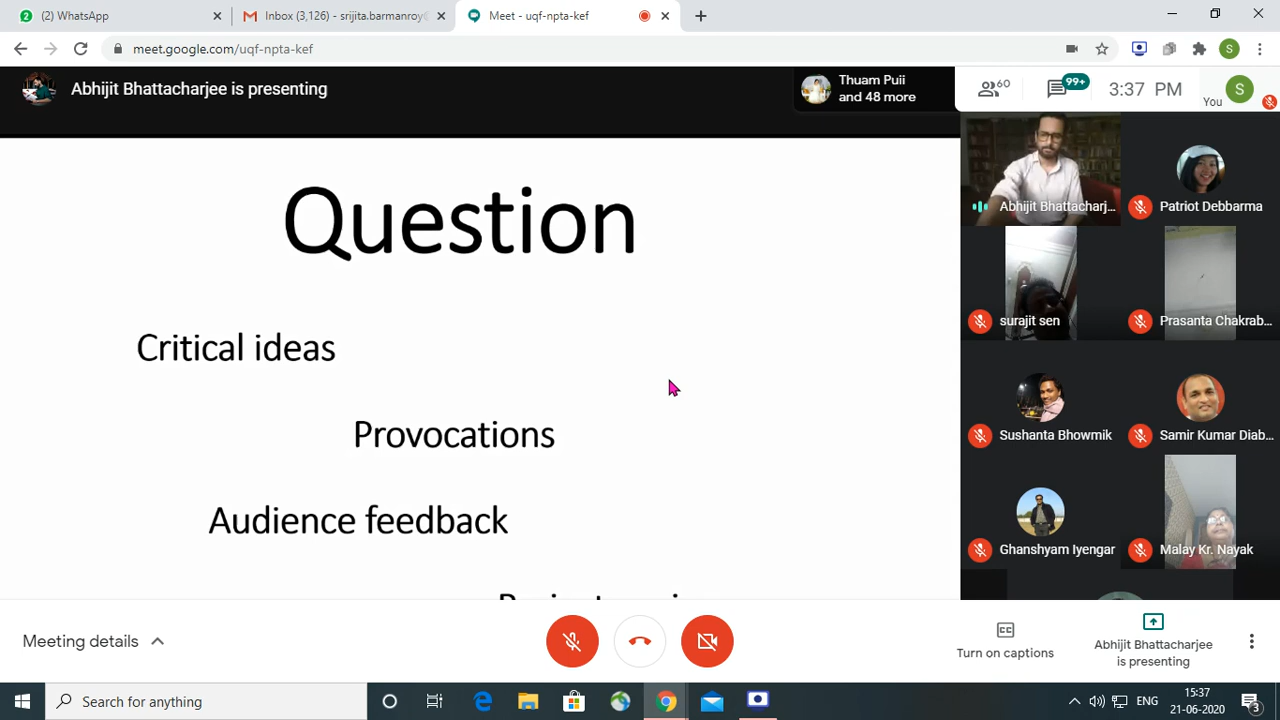 2
(2) WhatsApp
Inbox (3,126) - srijita.barmanroy@
Meet - uqf-npta-kef
meet.google.com/uqf-npta-kef
S
Abhijit Bhattacharjee is presenting
Thuam Puii
and 48 more
60
99+
3:37 PM
You
S
Question
Critical ideas
Provocations
Audience feedback
Abhijit Bhattacharj...
Patriot Debbarma
surajit sen
Prasanta Chakrab...
Sushanta Bhowmik
Samir Kumar Diab...
Ghanshyam Iyengar
Malay Kr. Nayak
Meeting details
CC
Turn on captions
Abhijit Bhattacharjee
is presenting
Search for anything
ENG
15:37
21-06-2020
3